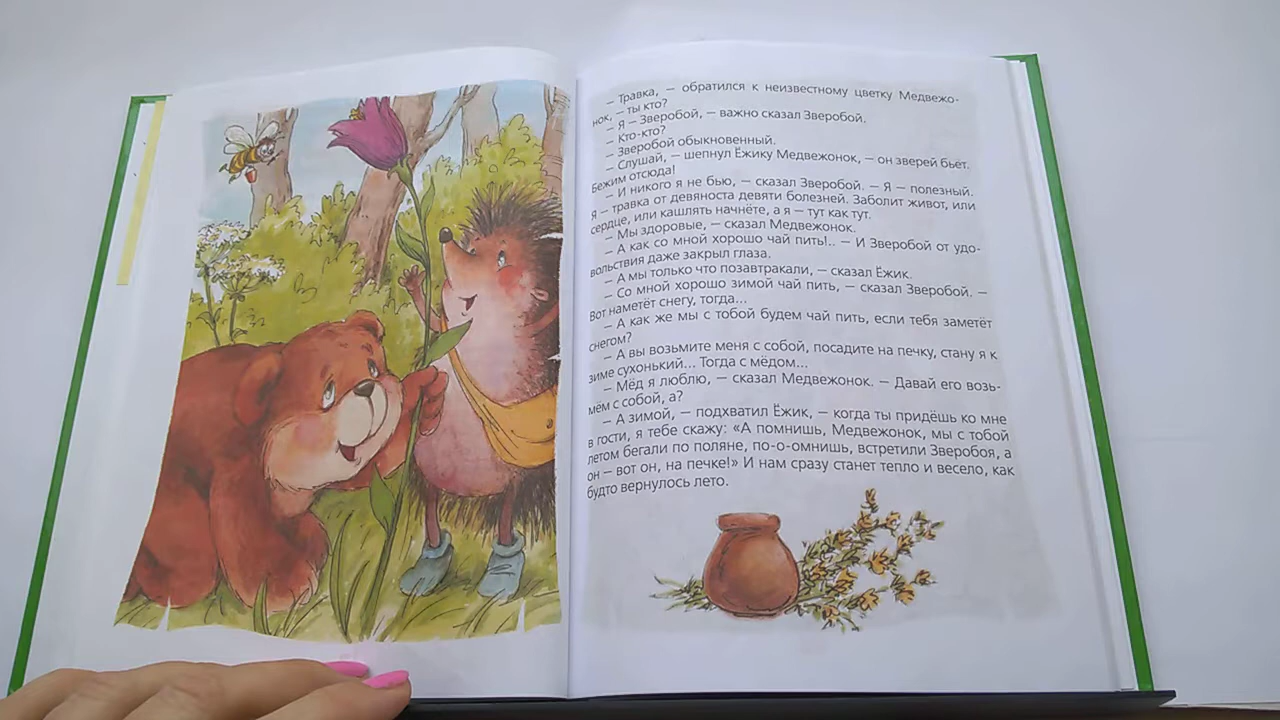 — Травка, — обратился к неизвестному цветку Медвежо-
нок, — ты кто?
— Я — Зверобой, — важно сказал Зверобой.
— Кто-кто?
— Зверобой обыкновенный.
— Слушай, — шепнул Ёжику Медвежонок, — он зверей бьёт.
Бежим отсюда!
— И никого я не бью, — сказал Зверобой. — Я — полезный.
Я — травка от девяноста девяти болезней. Заболит живот, или
сердце, или кашлять начнёте, а я — тут как тут.
— Мы здоровые, — сказал Медвежонок.
— А как со мной хорошо чай пить!.. — И Зверобой от удо-
вольствия даже закрыл глаза.
— А мы только что позавтракали, — сказал Ёжик.
— Со мной хорошо зимой чай пить, — сказал Зверобой. —
Вот наметёт снегу, тогда...
— А как же мы с тобой будем чай пить, если тебя заметёт
снегом?
— А вы возьмите меня с собой, посадите на печку, стану я к
зиме сухонький... Тогда с мёдом...
— Мёд я люблю, — сказал Медвежонок. — Давай его возь-
мём с собой, а?
— А зимой, — подхватил Ёжик, — когда ты придёшь ко мне
в гости, я тебе скажу: «А помнишь, Медвежонок, мы с тобой
летом бегали по поляне, по-о-омнишь, встретили Зверобоя, а
он — вот он, на печке!» И нам сразу станет тепло и весело, как
будто вернулось лето.